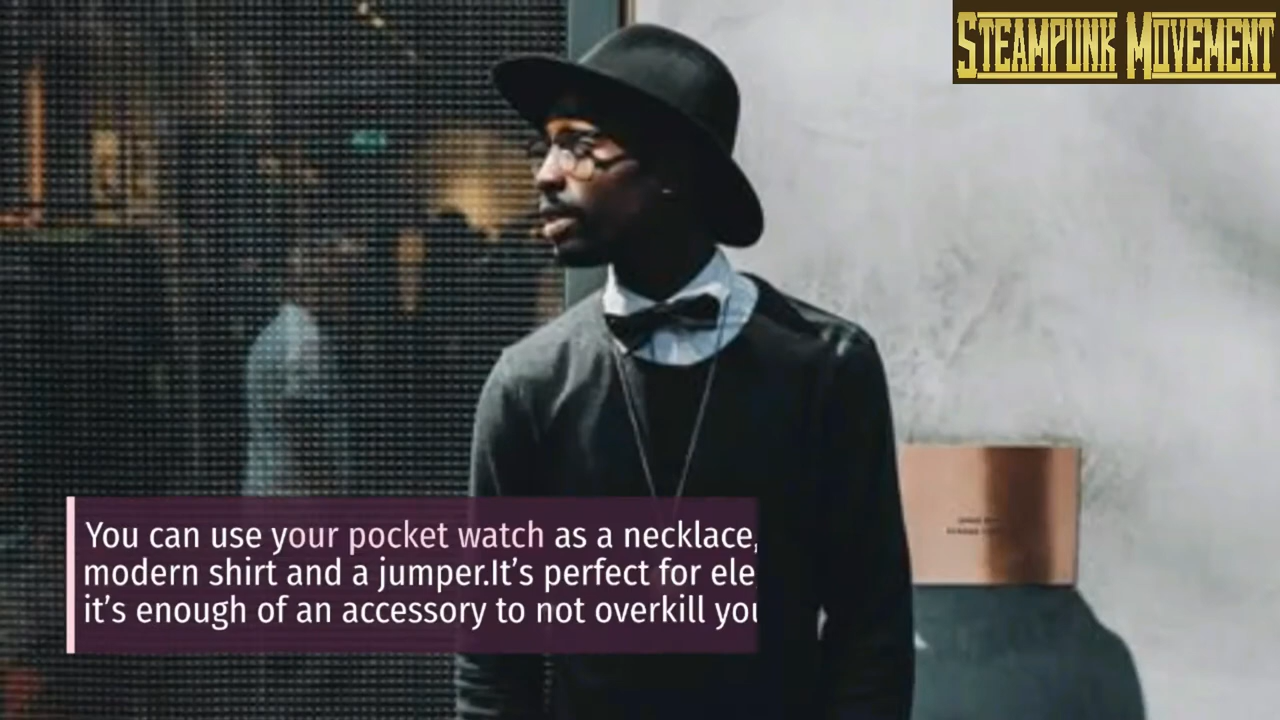 STEAMPUNK MOVEMENT
You can use your pocket watch as a necklace,
modern shirt and a jumper.It’s perfect for ele
it’s enough of an accessory to not overkill you